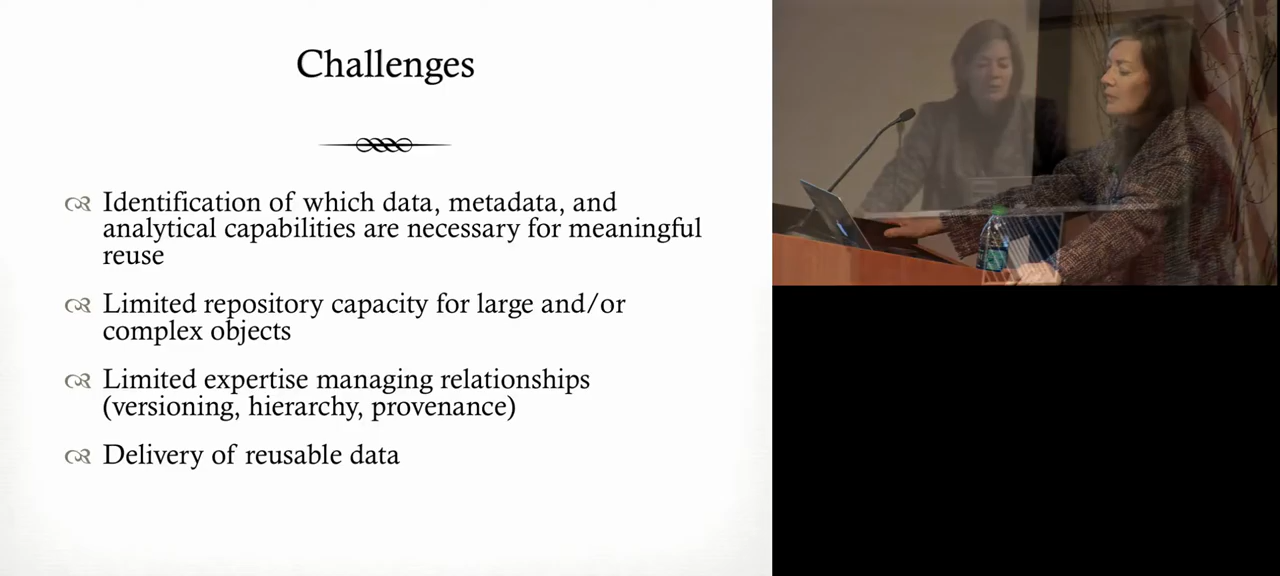 Challenges
Identification of which data, metadata, and
analytical capabilities are necessary for meaningful
reuse
Limited repository capacity for large and/or
complex objects
Limited expertise managing relationships
(versioning, hierarchy, provenance)
Delivery of reusable data